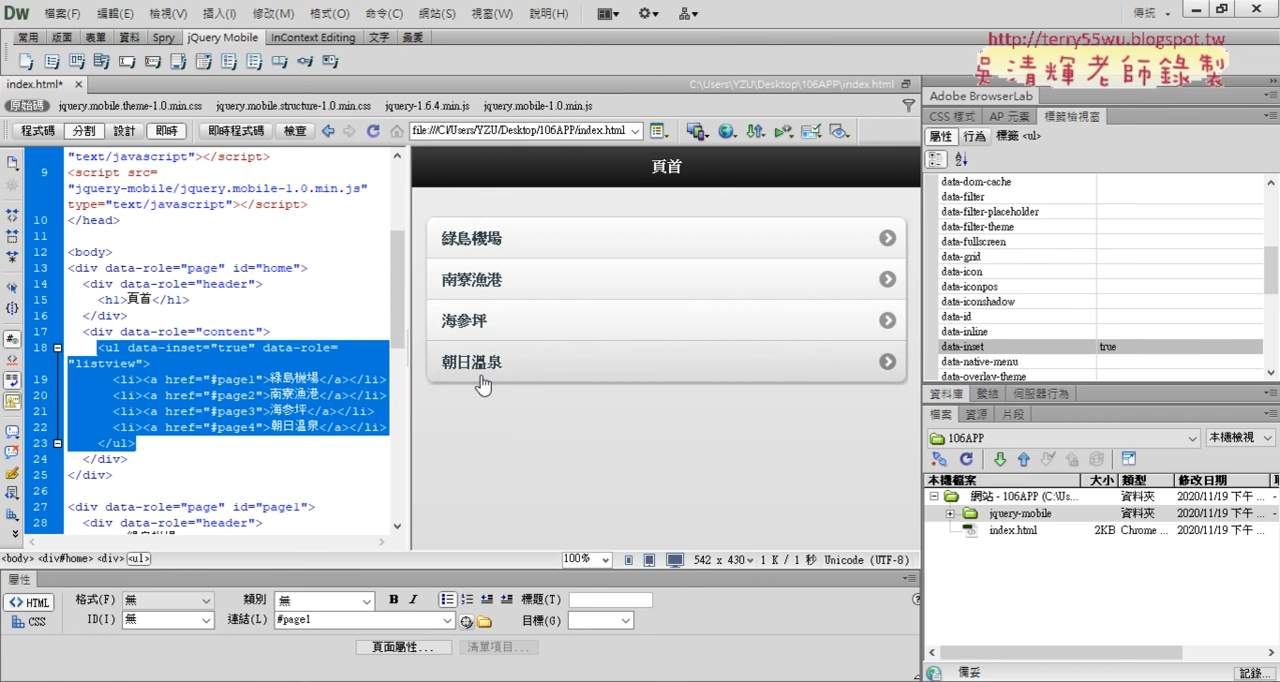 Dw 檔案(F) 編輯(E) 檢視(V) 插入(I) 修改(M) 格式(O) 命令(C) 網站(S) 視窗(W) 說明(H) 傳統
常用 版面 表單 資料 Spry jQuery Mobile InContext Editing 文字 最愛
http://terry55wu.blogspot.tw
吳清輝老師錄製
index.html* C:\Users\YZU\Desktop\106APP\index.html
原始碼 jquery.mobile.theme-1.0.min.css jquery.mobile.structure-1.0.min.css jquery-1.6.4.min.js jquery.mobile-1.0.min.js
程式碼 分割 設計 即時 即時程式碼 檢查 file:///C|/Users/YZU/Desktop/106APP/index.html
"text/javascript"></script>
9 <script src=
"jquery-mobile/jquery.mobile-1.0.min.js"
type="text/javascript"></script>
10 </head>
11
12 <body>
13 <div data-role="page" id="home">
14 <div data-role="header">
15 <h1>頁首</h1>
16 </div>
17 <div data-role="content">
18 <ul data-inset="true" data-role=
"listview">
19 <li><a href="#page1">綠島機場</a></li>
20 <li><a href="#page2">南寮漁港</a></li>
21 <li><a href="#page3">海參坪</a></li>
22 <li><a href="#page4">朝日溫泉</a></li>
23 </ul>
24 </div>
25 </div>
26
27 <div data-role="page" id="page1">
28 <div data-role="header">
頁首
綠島機場
南寮漁港
海參坪
朝日溫泉
<body> <div#home> <div> <ul> 100% 542 x 430 1 K / 1 秒 Unicode (UTF-8)
屬性
<> HTML 格式(F) 無 類別 無 B I 標題(T)
CSS ID(I) 無 連結(L) #page1 目標(G)
頁面屬性... 清單項目...
Adobe BrowserLab
CSS 樣式 AP 元素 標籤檢視窗
屬性 行為 標籤 <ul>
data-dom-cache
data-filter
data-filter-placeholder
data-filter-theme
data-fullscreen
data-grid
data-icon
data-iconpos
data-iconshadow
data-id
data-inline
data-inset true
data-native-menu
data-overlay-theme
資料庫 繫結 伺服器行為
檔案 資源 片段
106APP 本機檢視
本機檔案 大小 類型 修改日期
網站 - 106APP (C:\Us... 資料夾 2020/11/19 下午 ...
jquery-mobile 資料夾 2020/11/19 下午 ...
index.html 2KB Chrome ... 2020/11/19 下午 ...
備妥 記錄...